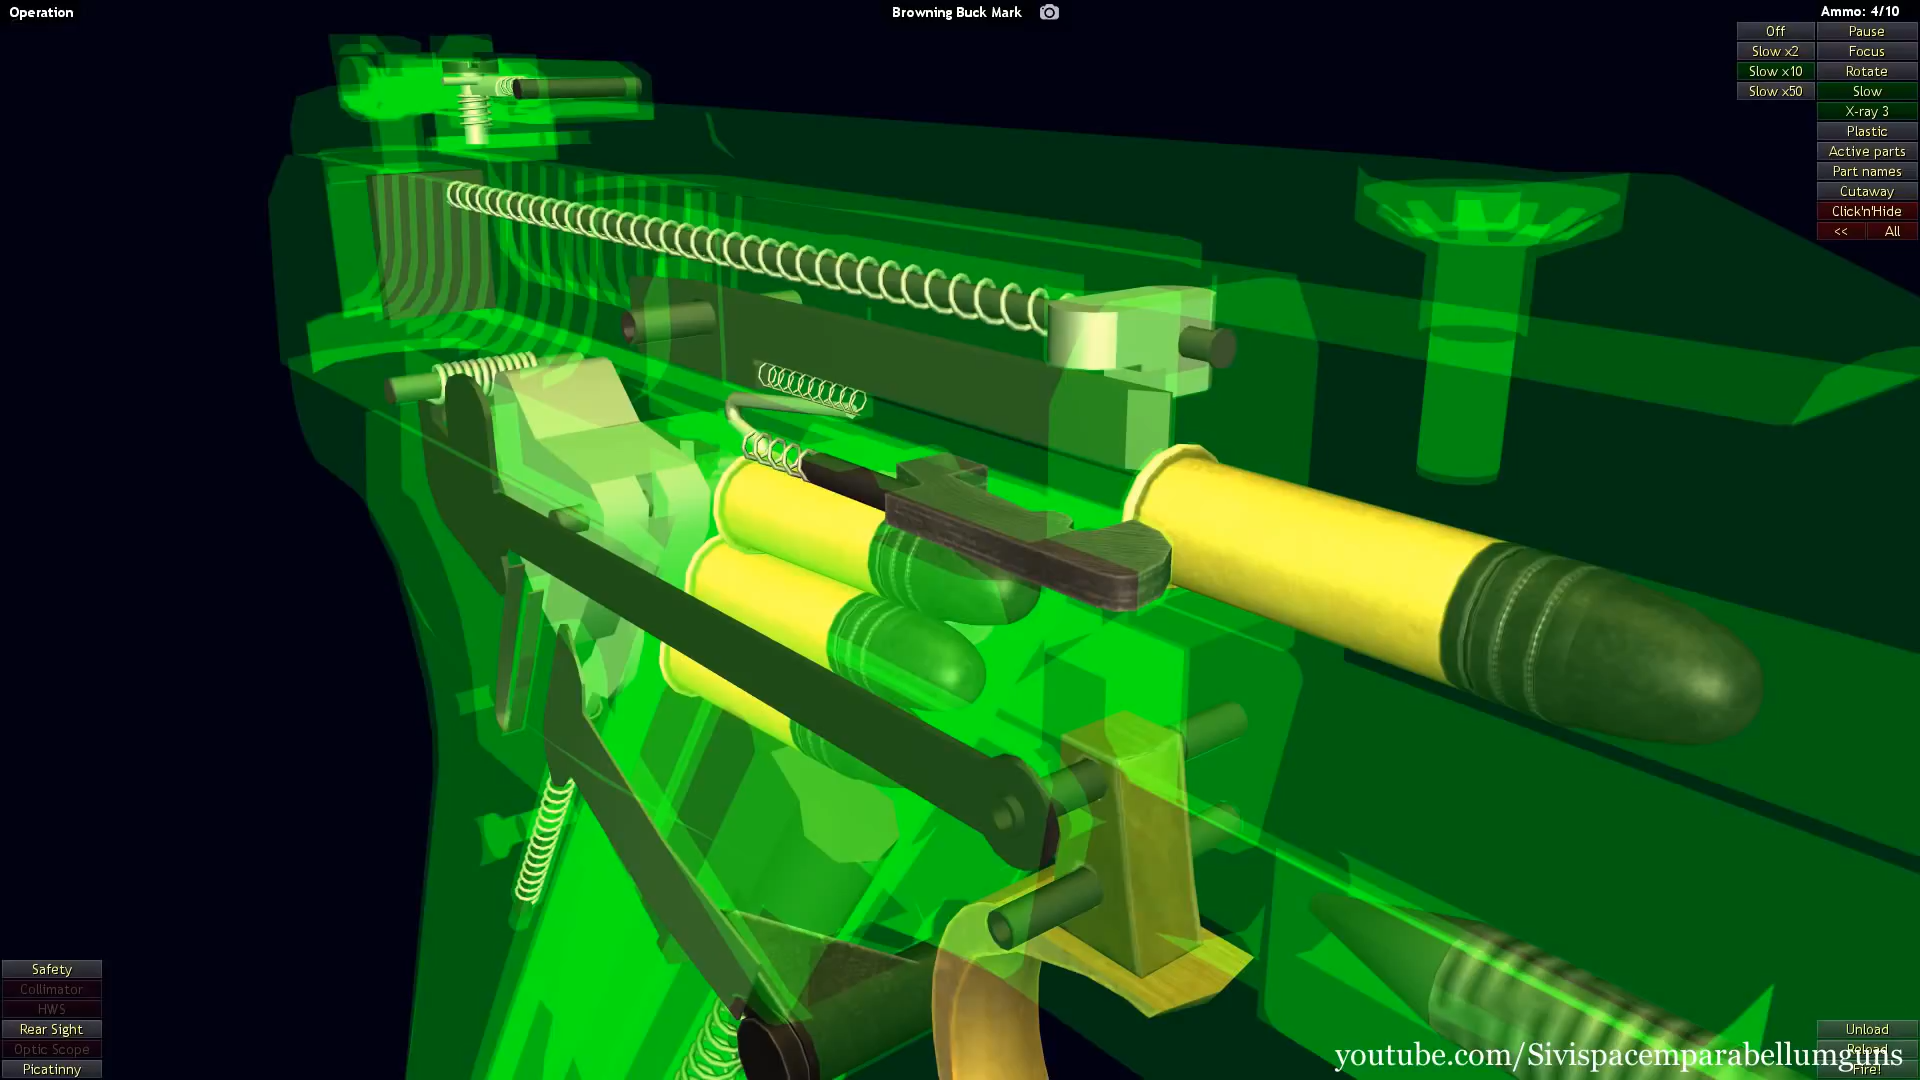 Operation
Browning Buck Mark
Ammo: 4/10
Off
Pause
Slow x2
Focus
Slow x10
Rotate
Slow x50
Slow
X-ray 3
Plastic
Active parts
Part names
Cutaway
Click'n'Hide
<< All
Safety
Collimator
HWS
Rear Sight
Optic Scope
Picatinny
Unload
Reload
Fire!
youtube.com/Sivispacemparabellumguns